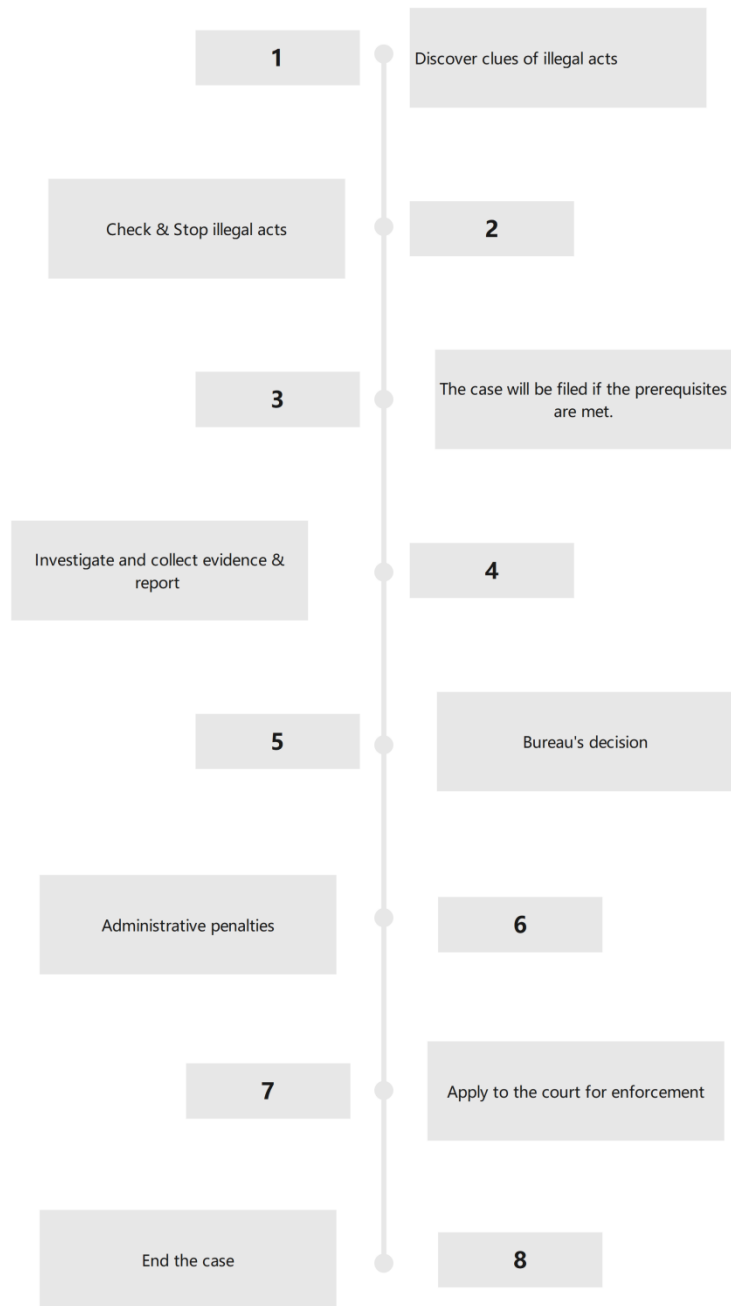 1
Discover clues of illegal acts
Check & Stop illegal acts
2
3
The case will be filed if the prerequisites
are met.
Investigate and collect evidence &
report
4
5
Bureau's decision
Administrative penalties
6
7
Apply to the court for enforcement
End the case
8